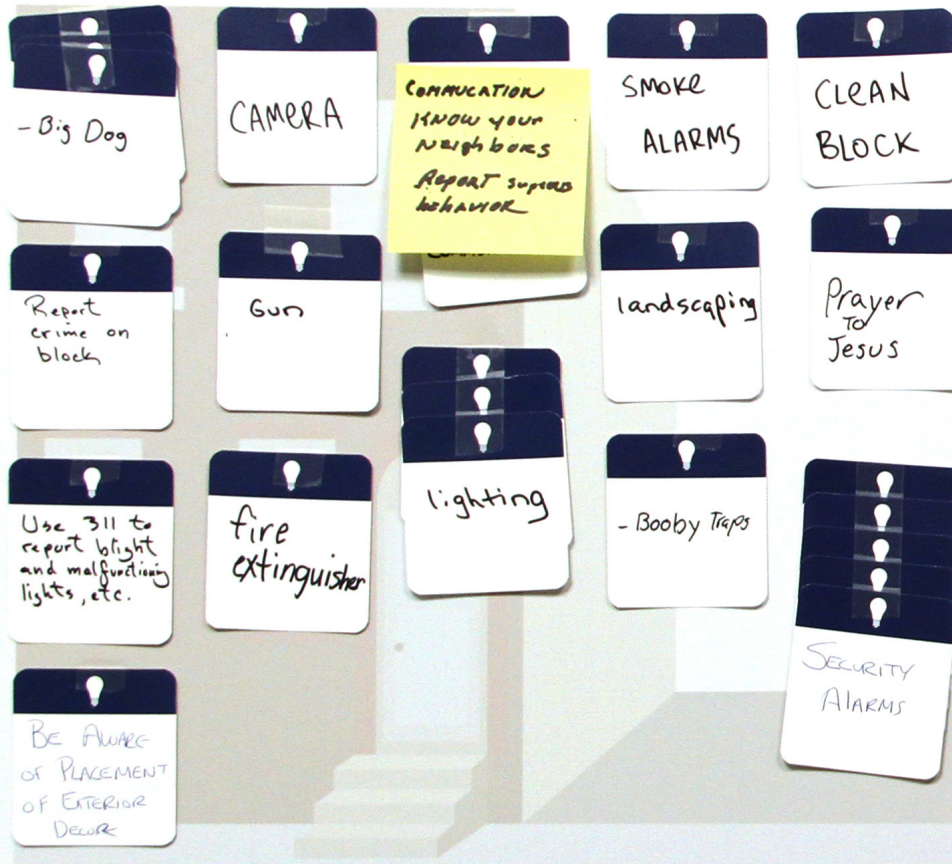 - Big Dog
CAMERA
COMMUCATION
KNOW YOUR
NEIGHBORS
REPORT
BEHAVIOR
SMOKE
ALARMS
CLEAN
BLOCK
Report
crime on
block
GUN
landscaping
Prayer
TO
Jesus
Use 311 to
report blight
and malfunctioning
lights, etc.
fire
extinguisher
lighting
- Booby Traps
SECURITY
ALARMS
BE AWARE
OF PLACEMENT
OF EXTERIOR
DECOR